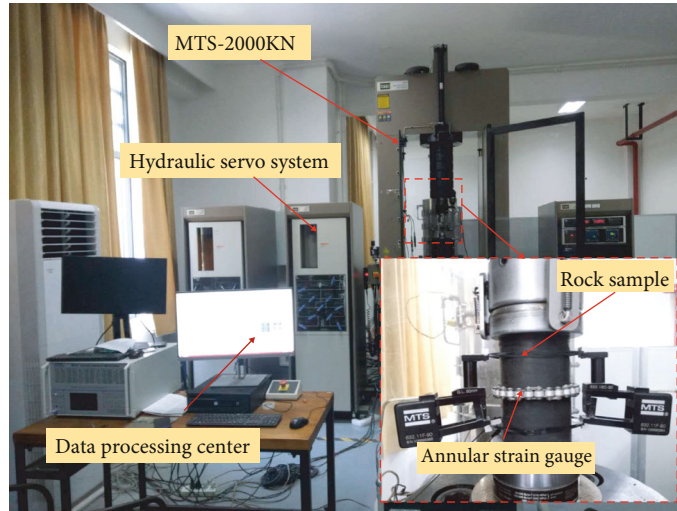 MTS-2000KN
Hydraulic servo system
Rock sample
MTS
MTS
Annular strain gauge
Data processing center